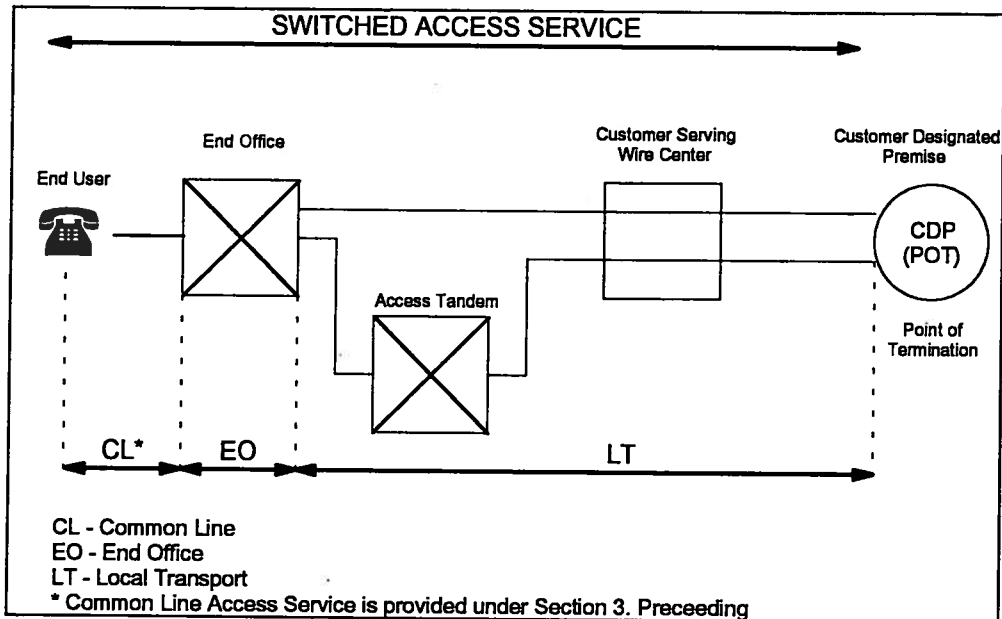 SWITCHED ACCESS SERVICE
End Office
Customer Serving
Wire Center
Customer Designated
Premise
End User
CDP
(POT)
Access Tandem
Point of
Termination
CL*
EO
LT
CL - Common Line
EO - End Office
LT - Local Transport
* Common Line Access Service is provided under Section 3. Preceeding